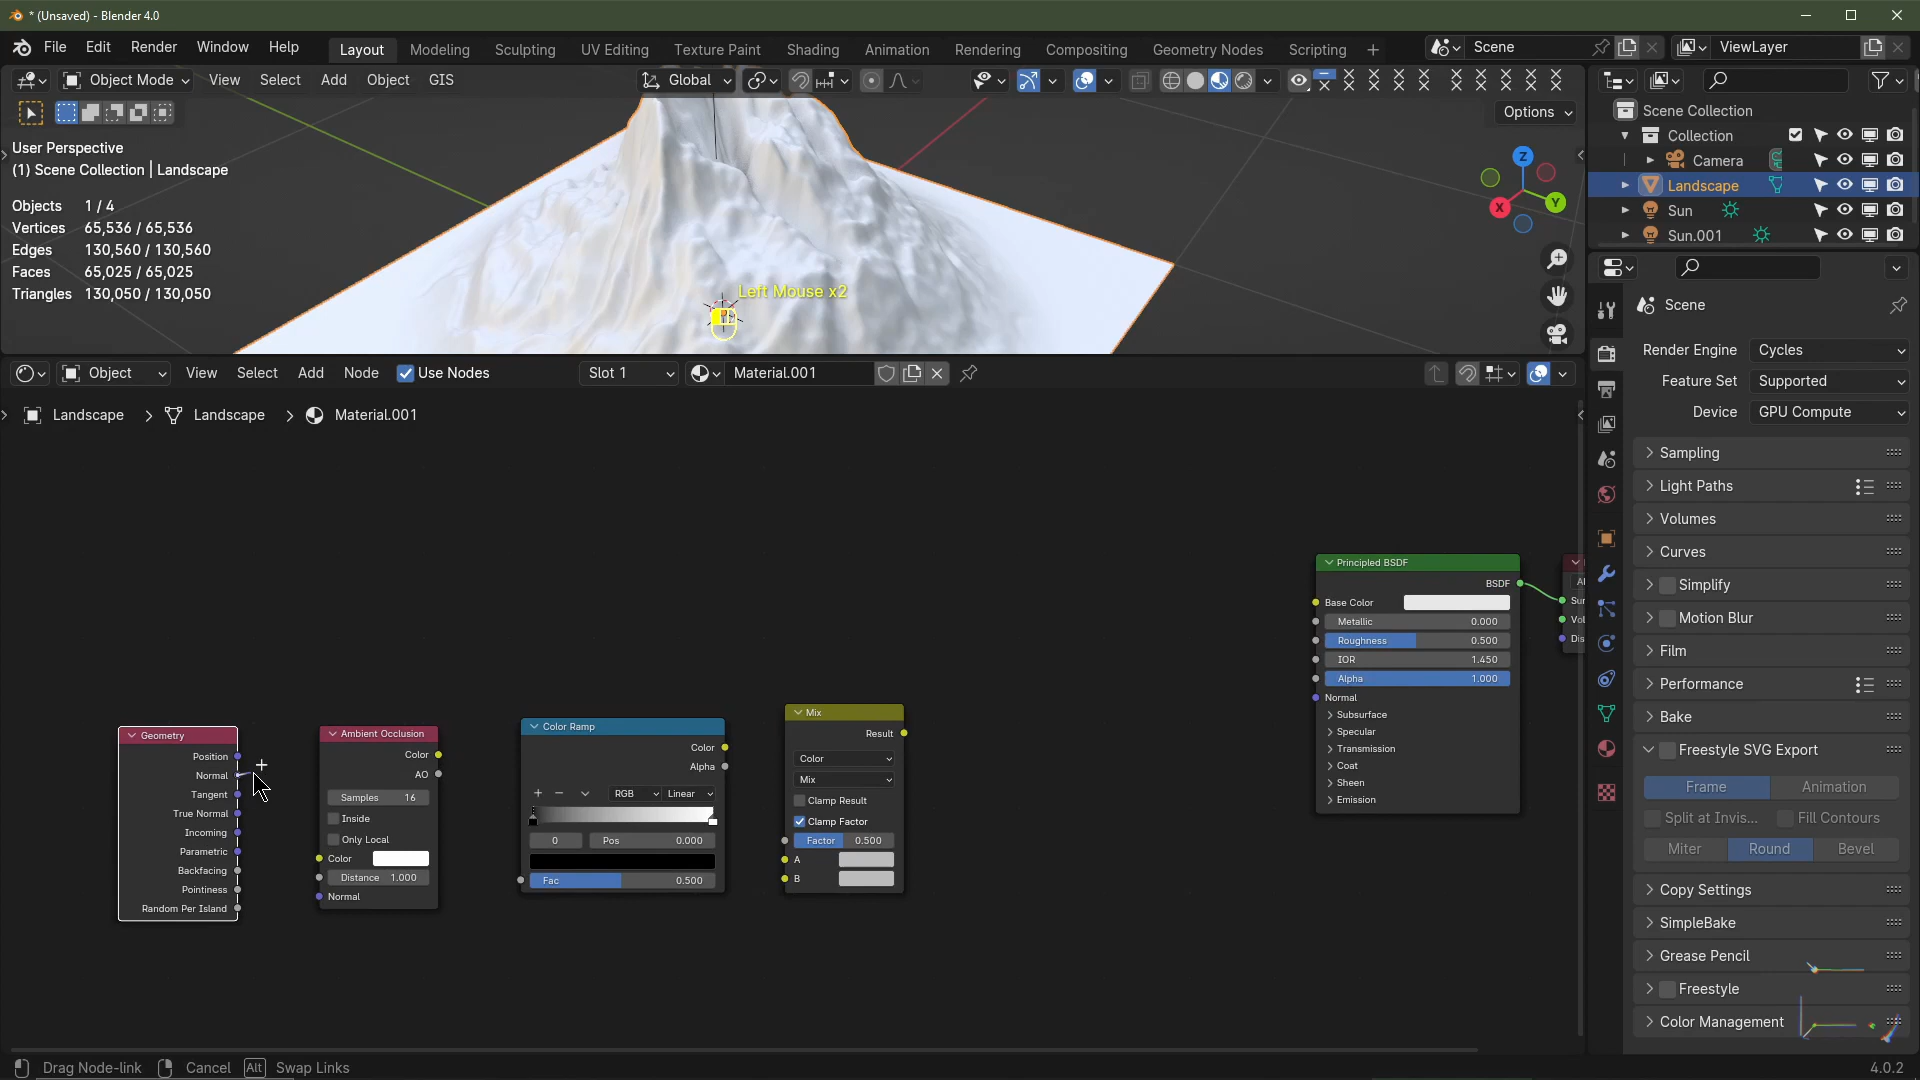 * (Unsaved) - Blender 4.0
File Edit Render Window Help
Layout Modeling Sculpting UV Editing Texture Paint Shading Animation Rendering Compositing Geometry Nodes Scripting +
Scene
ViewLayer
Object Mode View Select Add Object GIS
Global
Options
User Perspective
(1) Scene Collection | Landscape
Objects 1 / 4
Vertices 65,536 / 65,536
Edges 130,560 / 130,560
Faces 65,025 / 65,025
Triangles 130,050 / 130,050
Left Mouse x2
Z
Y
X
Scene Collection
Collection
Camera
Landscape
Sun
Sun.001
Object View Select Add Node Use Nodes
Slot 1
Material.001
Landscape > Landscape > Material.001
Geometry
Position
Normal
Tangent
True Normal
Incoming
Parametric
Backfacing
Pointiness
Random Per Island
Ambient Occlusion
Color
AO
Samples 16
Inside
Only Local
Color
Distance 1.000
Normal
Color Ramp
Color
Alpha
RGB Linear
0 Pos 0.000
Fac 0.500
Mix
Result
Color
Mix
Clamp Result
Clamp Factor
Factor 0.500
A
B
Principled BSDF
BSDF
Base Color
Metallic 0.000
Roughness 0.500
IOR 1.450
Alpha 1.000
Normal
Subsurface
Specular
Transmission
Coat
Sheen
Emission
Al
Sur
Vol
Dis
Scene
Render Engine Cycles
Feature Set Supported
Device GPU Compute
Sampling
Light Paths
Volumes
Curves
Simplify
Motion Blur
Film
Performance
Bake
Freestyle SVG Export
Frame Animation
Split at Invis... Fill Contours
Miter Round Bevel
Copy Settings
SimpleBake
Grease Pencil
Freestyle
Color Management
Drag Node-link Cancel Alt Swap Links
4.0.2